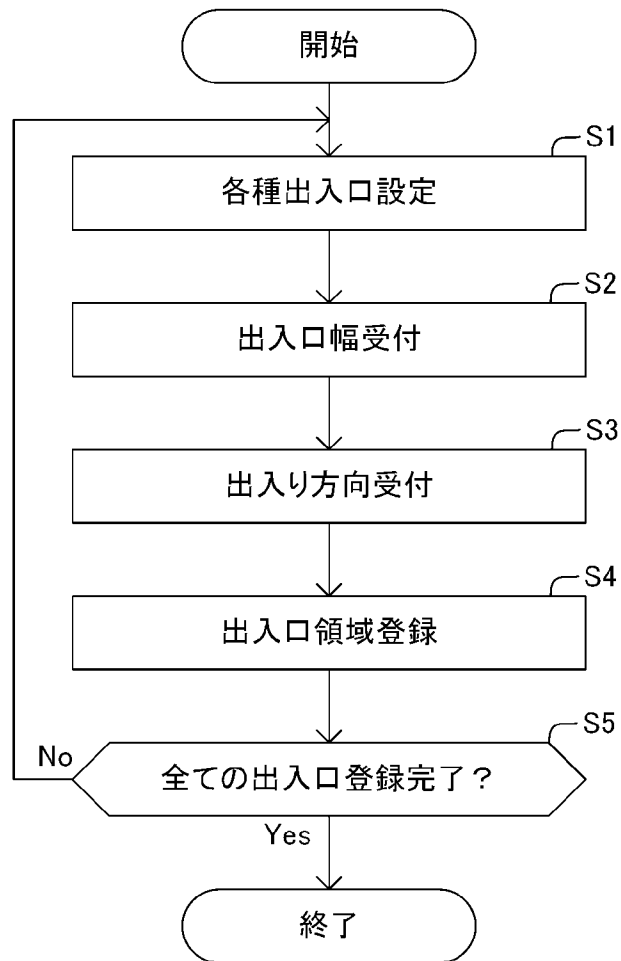 開始
S1
各種出入口設定
S2
出入口幅受付
S3
出入り方向受付
S4
出入口領域登録
S5
No
全ての出入口登録完了？
Yes
終了